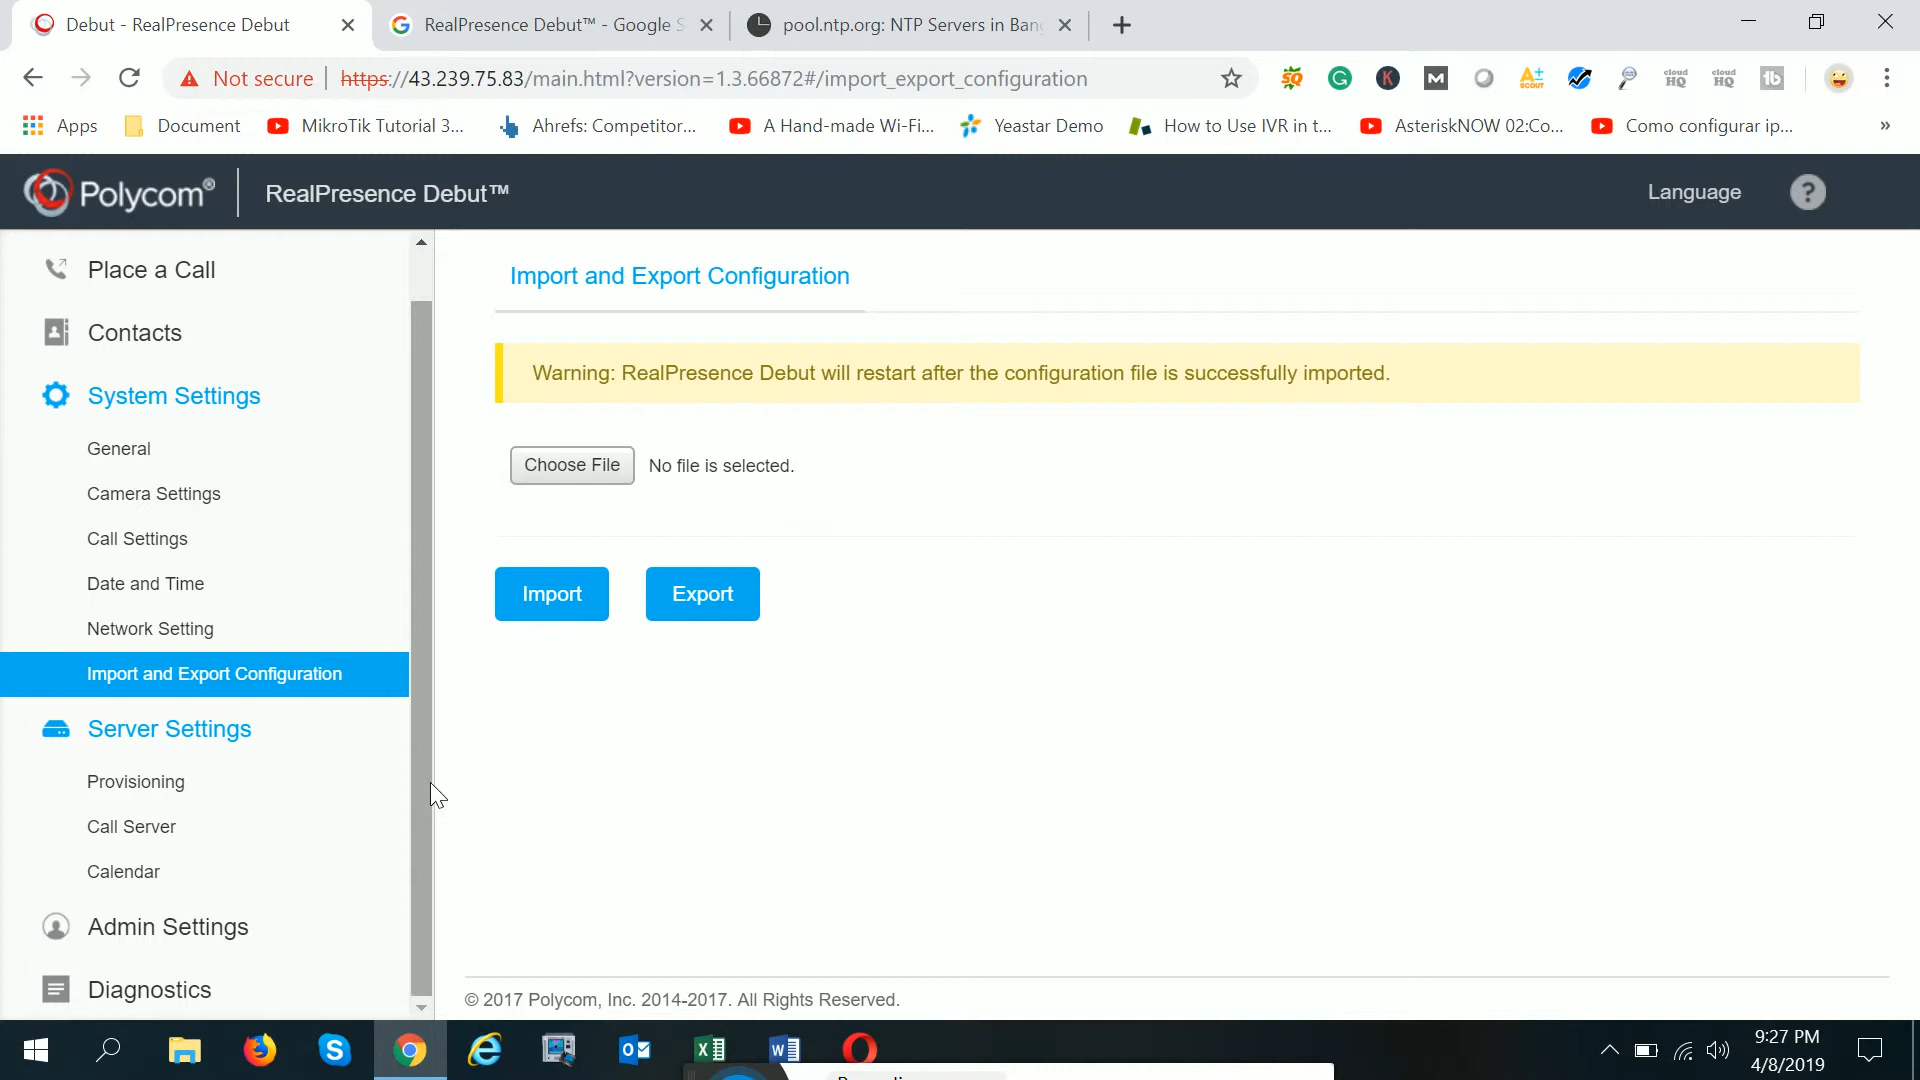 Debut - RealPresence Debut
RealPresence Debut™ - Google S
pool.ntp.org: NTP Servers in Bang
Not secure
https://43.239.75.83/main.html?version=1.3.66872#/import_export_configuration
Apps
Document
MikroTik Tutorial 3...
Ahrefs: Competitor...
A Hand-made Wi-Fi...
Yeastar Demo
How to Use IVR in t...
AsteriskNOW 02:Co...
Como configurar ip...
»
Polycom®
RealPresence Debut™
Language
?
Place a Call
Contacts
System Settings
General
Camera Settings
Call Settings
Date and Time
Network Setting
Import and Export Configuration
Server Settings
Provisioning
Call Server
Calendar
Admin Settings
Diagnostics
Import and Export Configuration
Warning: RealPresence Debut will restart after the configuration file is successfully imported.
Choose File
No file is selected.
Import
Export
© 2017 Polycom, Inc. 2014-2017. All Rights Reserved.
9:27 PM
4/8/2019